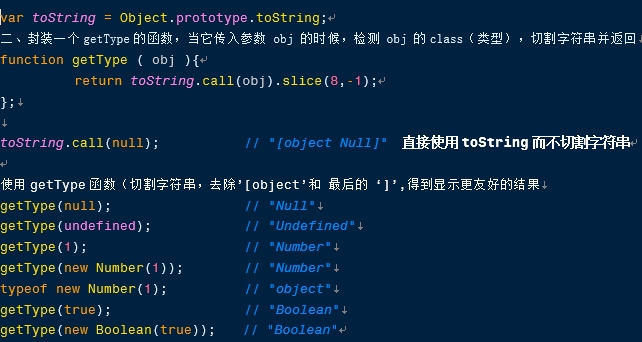 var toString = Object.prototype.toString;
二、封装一个 getType 的函数，当它传入参数 obj 的时候，检测 obj 的 class（类型），切割字符串并返回
function getType ( obj ){
return toString.call(obj).slice(8,-1);
};↓
↓
toString.call(null); // "[object Null]" 直接使用 toString 而不切割字符串
↓
使用 getType 函数（切割字符串，去除'[object'和 最后的 ‘]’,得到显示更友好的结果
getType(null); // "Null"↓
getType(undefined); // "Undefined"↓
getType(1); // "Number"↓
getType(new Number(1)); // "Number"↓
typeof new Number(1); // "object"↓
getType(true); // "Boolean"↓
getType(new Boolean(true)); // "Boolean"↵